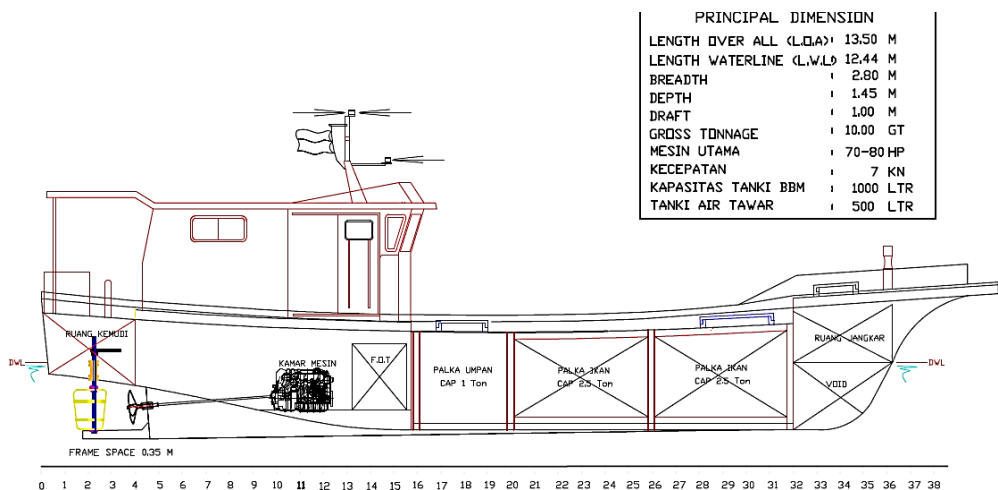 PRINCIPAL DIMENSION
LENGTH OVER ALL (L.O.A) : 13.50 M
LENGTH WATERLINE (L.W.L) 12.44 M
BREADTH : 2.80 M
DEPTH : 1.45 M
DRAFT : 1.00 M
GROSS TONNAGE : 10.00 GT
MESIN UTAMA : 70-80 HP
KECEPATAN : 7 KN
KAPASITAS TANKI BBM : 1000 LTR
TANKI AIR TAWAR : 500 LTR
RUANG KEMUDI
DWL
KAMAR MESIN
F.O.T
PALKA UMPAN
CAP 1 Ton
PALKA IKAN
CAP 2.5 Ton
PALKA IKAN
CAP 2.5 Ton
RUANG JANGKAR
VOID
DWL
FRAME SPACE 0.35 M
0 1 2 3 4 5 6 7 8 9 10 11 12 13 14 15 16 17 18 19 20 21 22 23 24 25 26 27 28 29 30 31 32 33 34 35 36 37 38